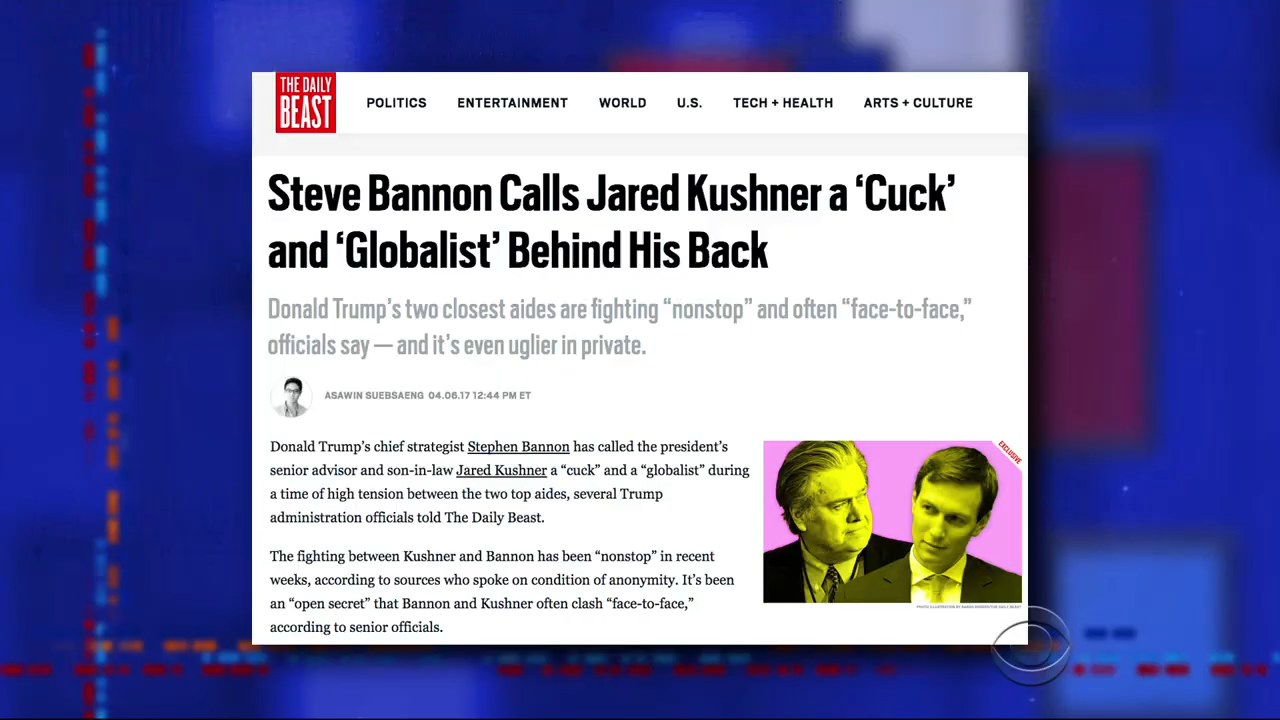 THE DAILY
BEAST
POLITICS ENTERTAINMENT WORLD U.S. TECH + HEALTH ARTS + CULTURE
Steve Bannon Calls Jared Kushner a ‘Cuck’
and ‘Globalist’ Behind His Back
Donald Trump’s two closest aides are fighting “nonstop” and often “face-to-face,”
officials say — and it’s even uglier in private.
ASAWIN SUEBSAENG 04.06.17 12:44 PM ET
Donald Trump’s chief strategist Stephen Bannon has called the president’s
senior advisor and son-in-law Jared Kushner a “cuck” and a “globalist” during
a time of high tension between the two top aides, several Trump
administration officials told The Daily Beast.
The fighting between Kushner and Bannon has been “nonstop” in recent
weeks, according to sources who spoke on condition of anonymity. It’s been
an “open secret” that Bannon and Kushner often clash “face-to-face,”
according to senior officials.
EXCLUSIVE